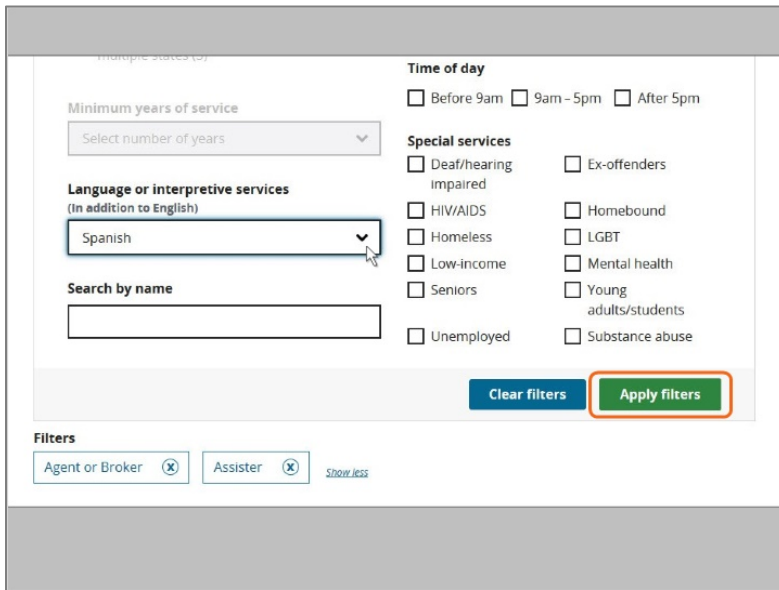 multiple states (5)
Minimum years of service
Select number of years
Language or interpretive services
(In addition to English)
Spanish
Search by name
Time of day
Before 9am
9am – 5pm
After 5pm
Special services
Deaf/hearing
impaired
Ex-offenders
HIV/AIDS
Homebound
Homeless
LGBT
Low-income
Mental health
Seniors
Young
adults/students
Unemployed
Substance abuse
Clear filters
Apply filters
Filters
Agent or Broker
Assister
Show less